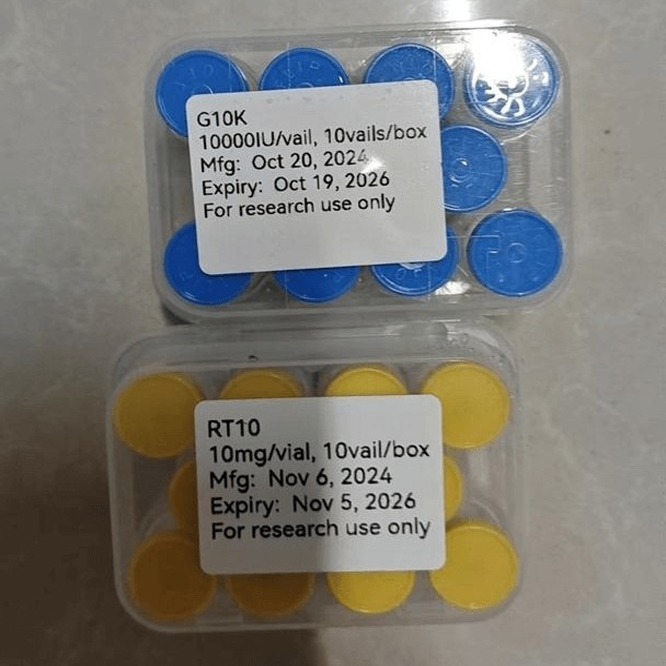 G10K
10000IU/vail, 10vails/box
Mfg: Oct 20, 2024
Expiry: Oct 19, 2026
For research use only
RT10
10mg/vial, 10vail/box
Mfg: Nov 6, 2024
Expiry: Nov 5, 2026
For research use only